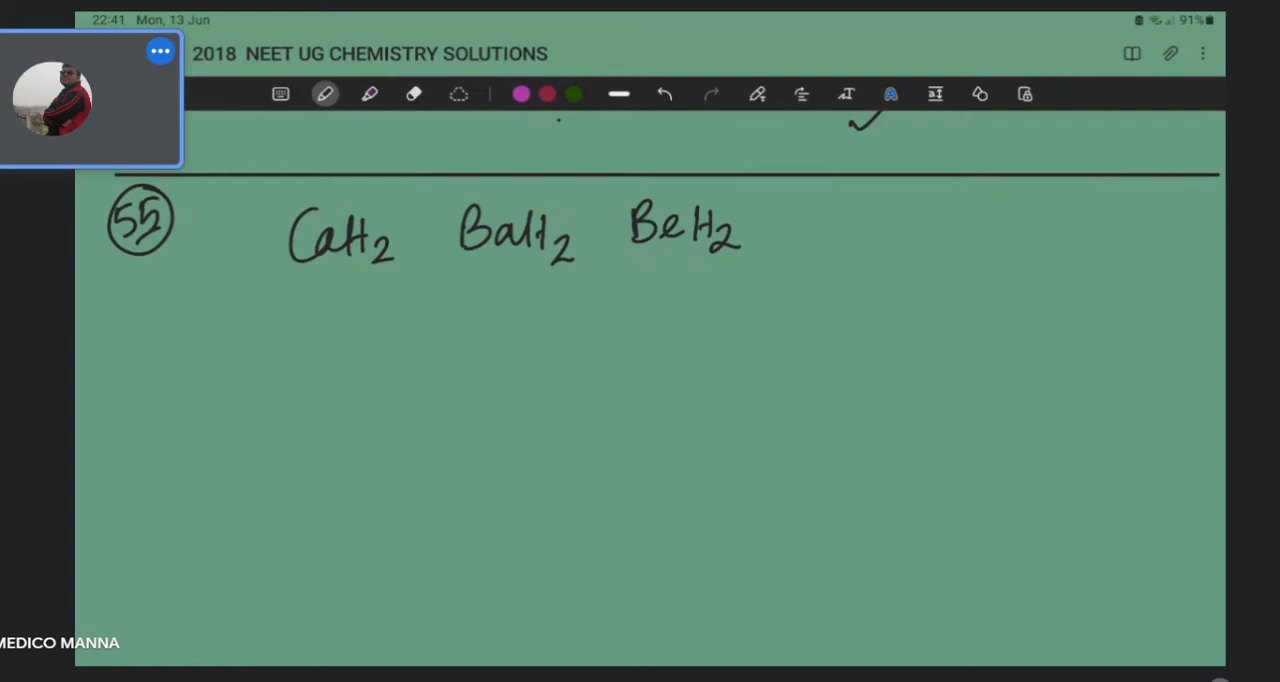 22:41 Mon, 13 Jun
91%
2018 NEET UG CHEMISTRY SOLUTIONS
55 CaH2 BaH2 BeH2
MEDICO MANNA